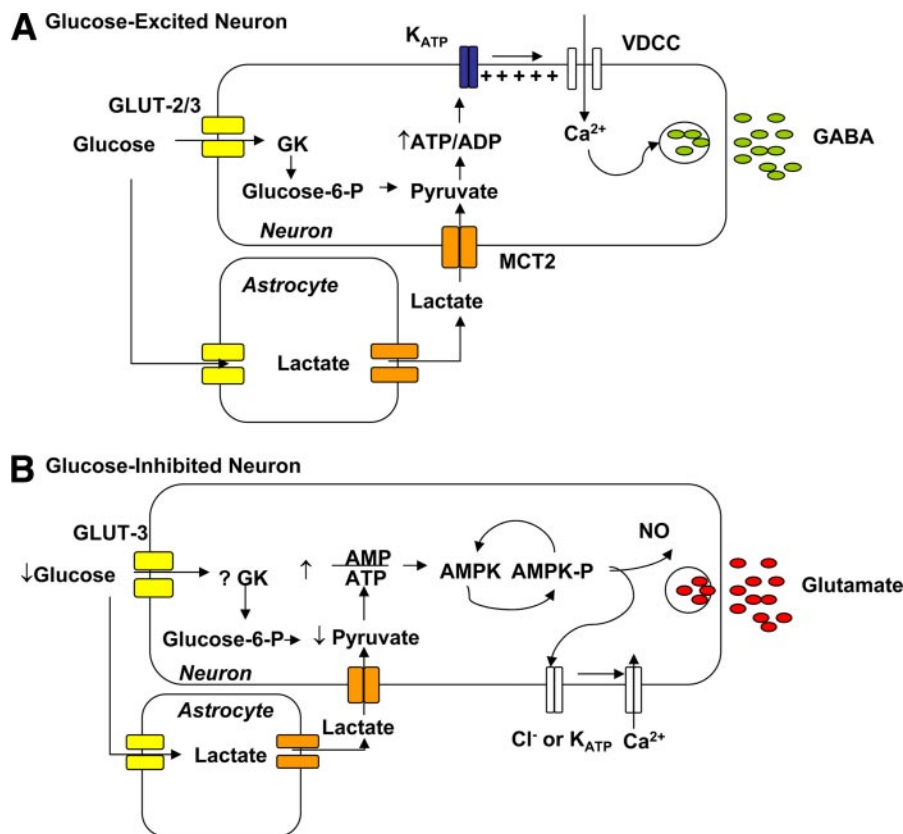 A Glucose-Excited Neuron
KATP
VDCC
+ + + + +
GLUT-2/3
Glucose
GK
↑ATP/ADP
Ca2+
GABA
Glucose-6-P
Pyruvate
Neuron
MCT2
Astrocyte
Lactate
Lactate
B Glucose-Inhibited Neuron
GLUT-3
NO
↓Glucose
? GK
↑
AMP
ATP
AMPK AMPK-P
Glutamate
Glucose-6-P
↓ Pyruvate
Neuron
Astrocyte
Lactate
Lactate
Cl- or KATP Ca2+